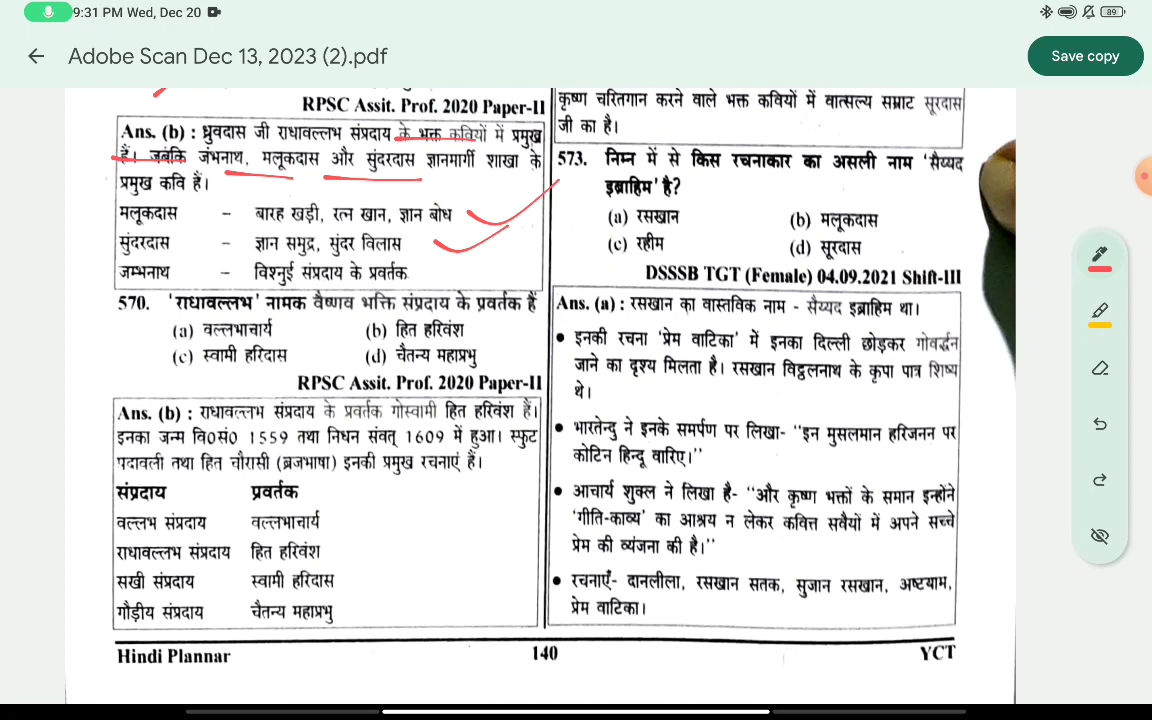 9:31 PM Wed, Dec 20
89
Adobe Scan Dec 13, 2023 (2).pdf
Save copy
RPSC Assit. Prof. 2020 Paper-II
Ans. (b) : ध्रुवदास जी राधावल्लभ संप्रदाय के भक्त कवियों में प्रमुख
हैं। जबकि जंभनाथ, मलूकदास और सुंदरदास ज्ञानमार्गी शाखा के
प्रमुख कवि हैं।
मलूकदास – बारह खड़ी, रत्न खान, ज्ञान बोध
सुंदरदास – ज्ञान समुद्र, सुंदर विलास
जम्भनाथ – विश्नुई संप्रदाय के प्रवर्तक
570. 'राधावल्लभ' नामक वैष्णव भक्ति संप्रदाय के प्रवर्तक हैं
(a) वल्लभाचार्य (b) हित हरिवंश
(c) स्वामी हरिदास (d) चैतन्य महाप्रभु
RPSC Assit. Prof. 2020 Paper-II
Ans. (b) : राधावल्लभ संप्रदाय के प्रवर्तक गोस्वामी हित हरिवंश हैं।
इनका जन्म वि०सं० 1559 तथा निधन संवत् 1609 में हुआ। स्फुट
पदावली तथा हित चौरासी (ब्रजभाषा) इनकी प्रमुख रचनाएं हैं।
संप्रदाय प्रवर्तक
वल्लभ संप्रदाय वल्लभाचार्य
राधावल्लभ संप्रदाय हित हरिवंश
सखी संप्रदाय स्वामी हरिदास
गौड़ीय संप्रदाय चैतन्य महाप्रभु
कृष्ण चरितगान करने वाले भक्त कवियों में वात्सल्य सम्राट सूरदास
जी का है।
573. निम्न में से किस रचनाकार का असली नाम 'सैय्यद
इब्राहिम' है?
(a) रसखान (b) मलूकदास
(c) रहीम (d) सूरदास
DSSSB TGT (Female) 04.09.2021 Shift-III
Ans. (a) : रसखान का वास्तविक नाम - सैय्यद इब्राहिम था।
• इनकी रचना 'प्रेम वाटिका' में इनका दिल्ली छोड़कर गोवर्द्धन
जाने का दृश्य मिलता है। रसखान विट्ठलनाथ के कृपा पात्र शिष्य
थे।
• भारतेन्दु ने इनके समर्पण पर लिखा- "इन मुसलमान हरिजनन पर
कोटिन हिन्दू वारिए।"
• आचार्य शुक्ल ने लिखा है- "और कृष्ण भक्तों के समान इन्होंने
'गीति-काव्य' का आश्रय न लेकर कवित्त सवैयों में अपने सच्चे
प्रेम की व्यंजना की है।"
• रचनाएँ- दानलीला, रसखान सतक, सुजान रसखान, अष्टयाम,
प्रेम वाटिका।
Hindi Plannar 140 YCT